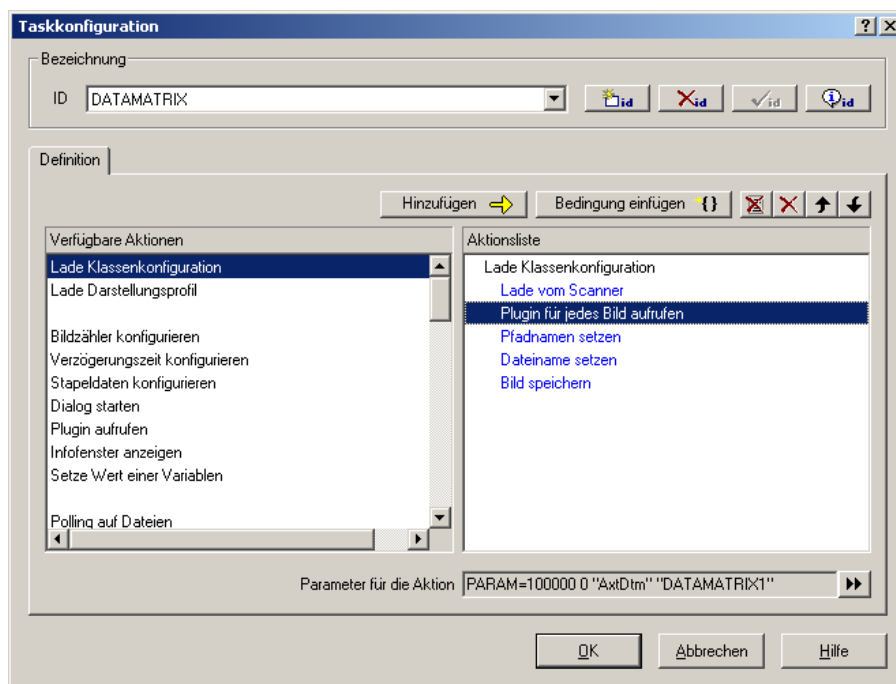 Taskkonfiguration
Bezeichnung
ID DATAMATRIX id id id id
Definition
Hinzufügen Bedingung einfügen {}
Verfügbare Aktionen
Lade Klassenkonfiguration
Lade Darstellungsprofil
Bildzähler konfigurieren
Verzögerungszeit konfigurieren
Stapeldaten konfigurieren
Dialog starten
Plugin aufrufen
Infofenster anzeigen
Setze Wert einer Variablen
Polling auf Dateien
Aktionsliste
Lade Klassenkonfiguration
Lade vom Scanner
Plugin für jedes Bild aufrufen
Pfadnamen setzen
Dateiname setzen
Bild speichern
Parameter für die Aktion PARAM=100000 0 "AxtDtm" "DATAMATRIX1"
OK Abbrechen Hilfe